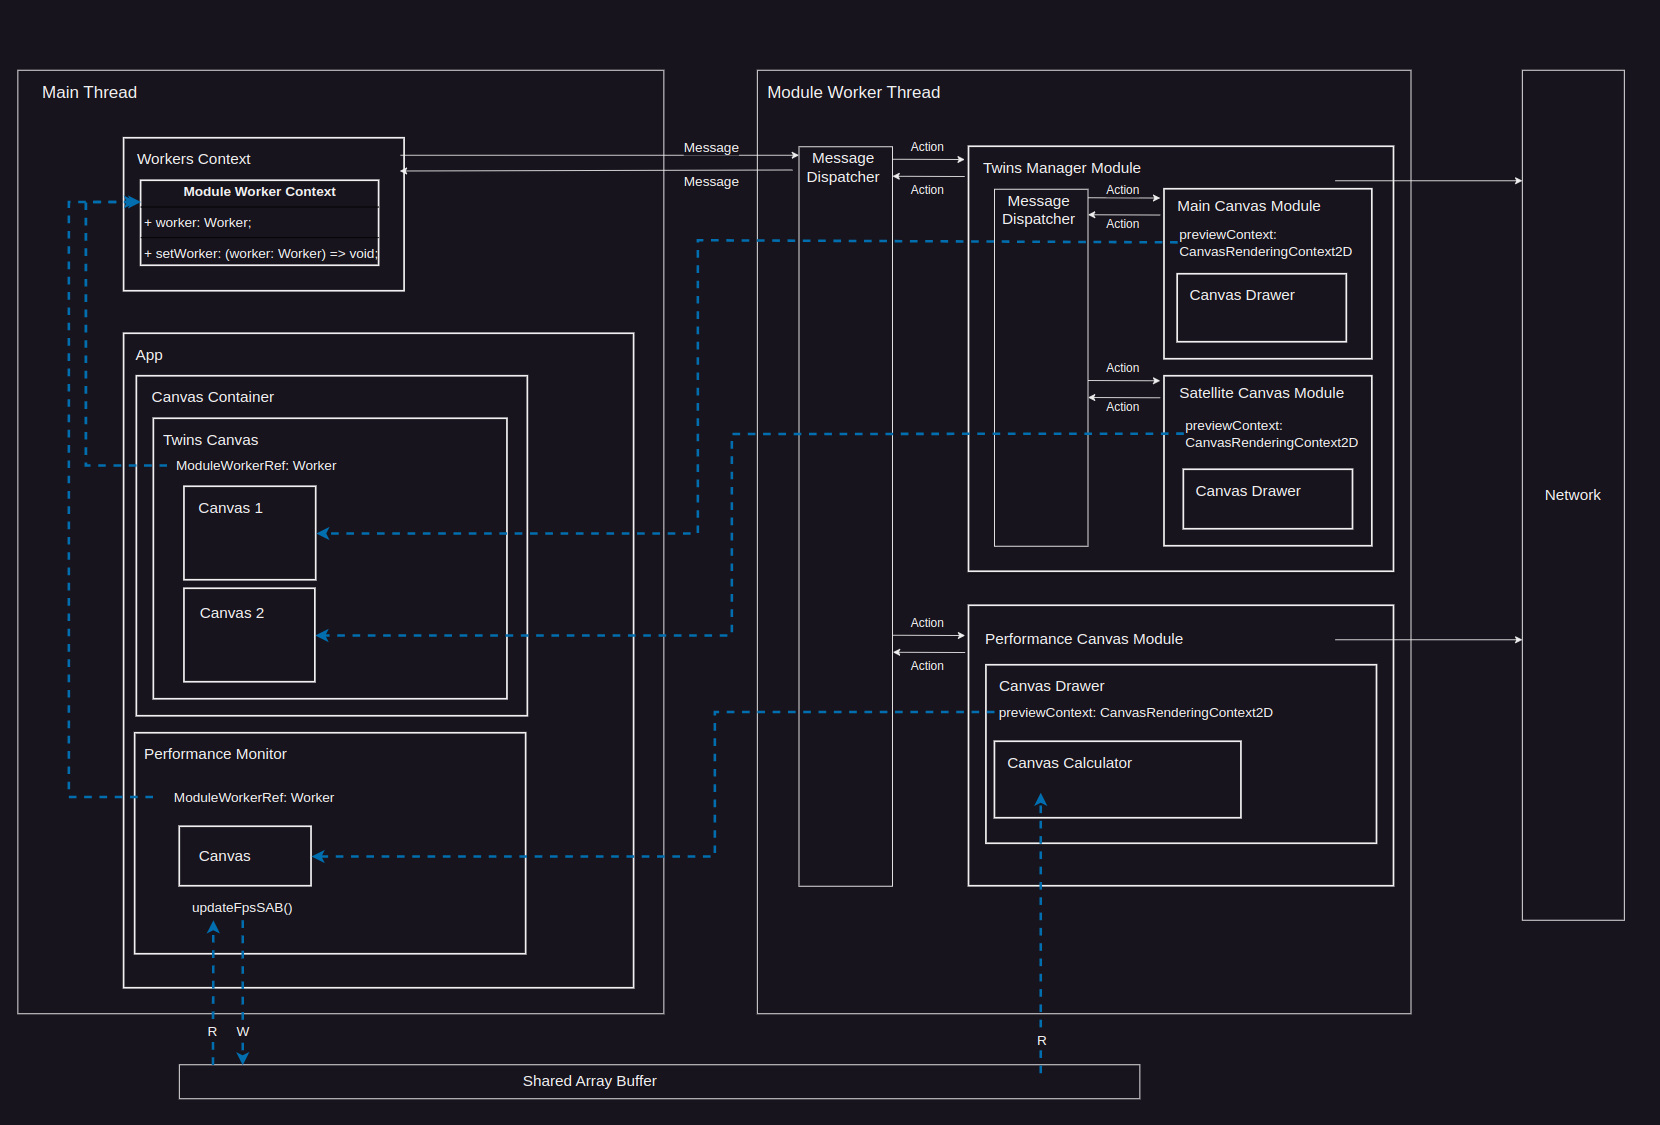 Main Thread
Workers Context
Module Worker Context
+ worker: Worker;
+ setWorker: (worker: Worker) => void;
App
Canvas Container
Twins Canvas
ModuleWorkerRef: Worker
Canvas 1
Canvas 2
Performance Monitor
ModuleWorkerRef: Worker
Canvas
updateFpsSAB()
R
W
Message
Message
Module Worker Thread
Message
Dispatcher
Action
Action
Twins Manager Module
Message
Dispatcher
Action
Action
Main Canvas Module
previewContext:
CanvasRenderingContext2D
Canvas Drawer
Action
Action
Satellite Canvas Module
previewContext:
CanvasRenderingContext2D
Canvas Drawer
Action
Action
Performance Canvas Module
Canvas Drawer
previewContext: CanvasRenderingContext2D
Canvas Calculator
R
Network
Shared Array Buffer